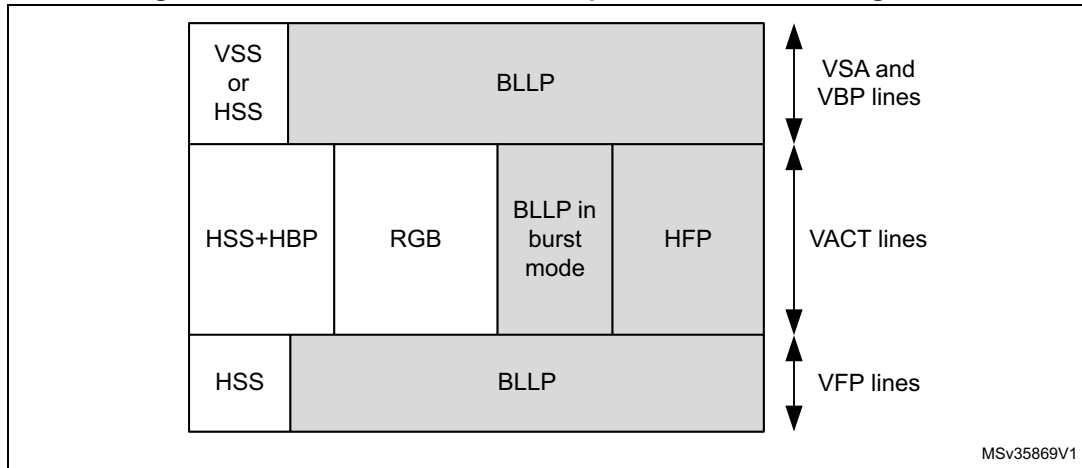 VSS
or
HSS
BLLP
VSA and
VBP lines
HSS+HBP
RGB
BLLP in
burst
mode
HFP
VACT lines
HSS
BLLP
VFP lines
MSv35869V1